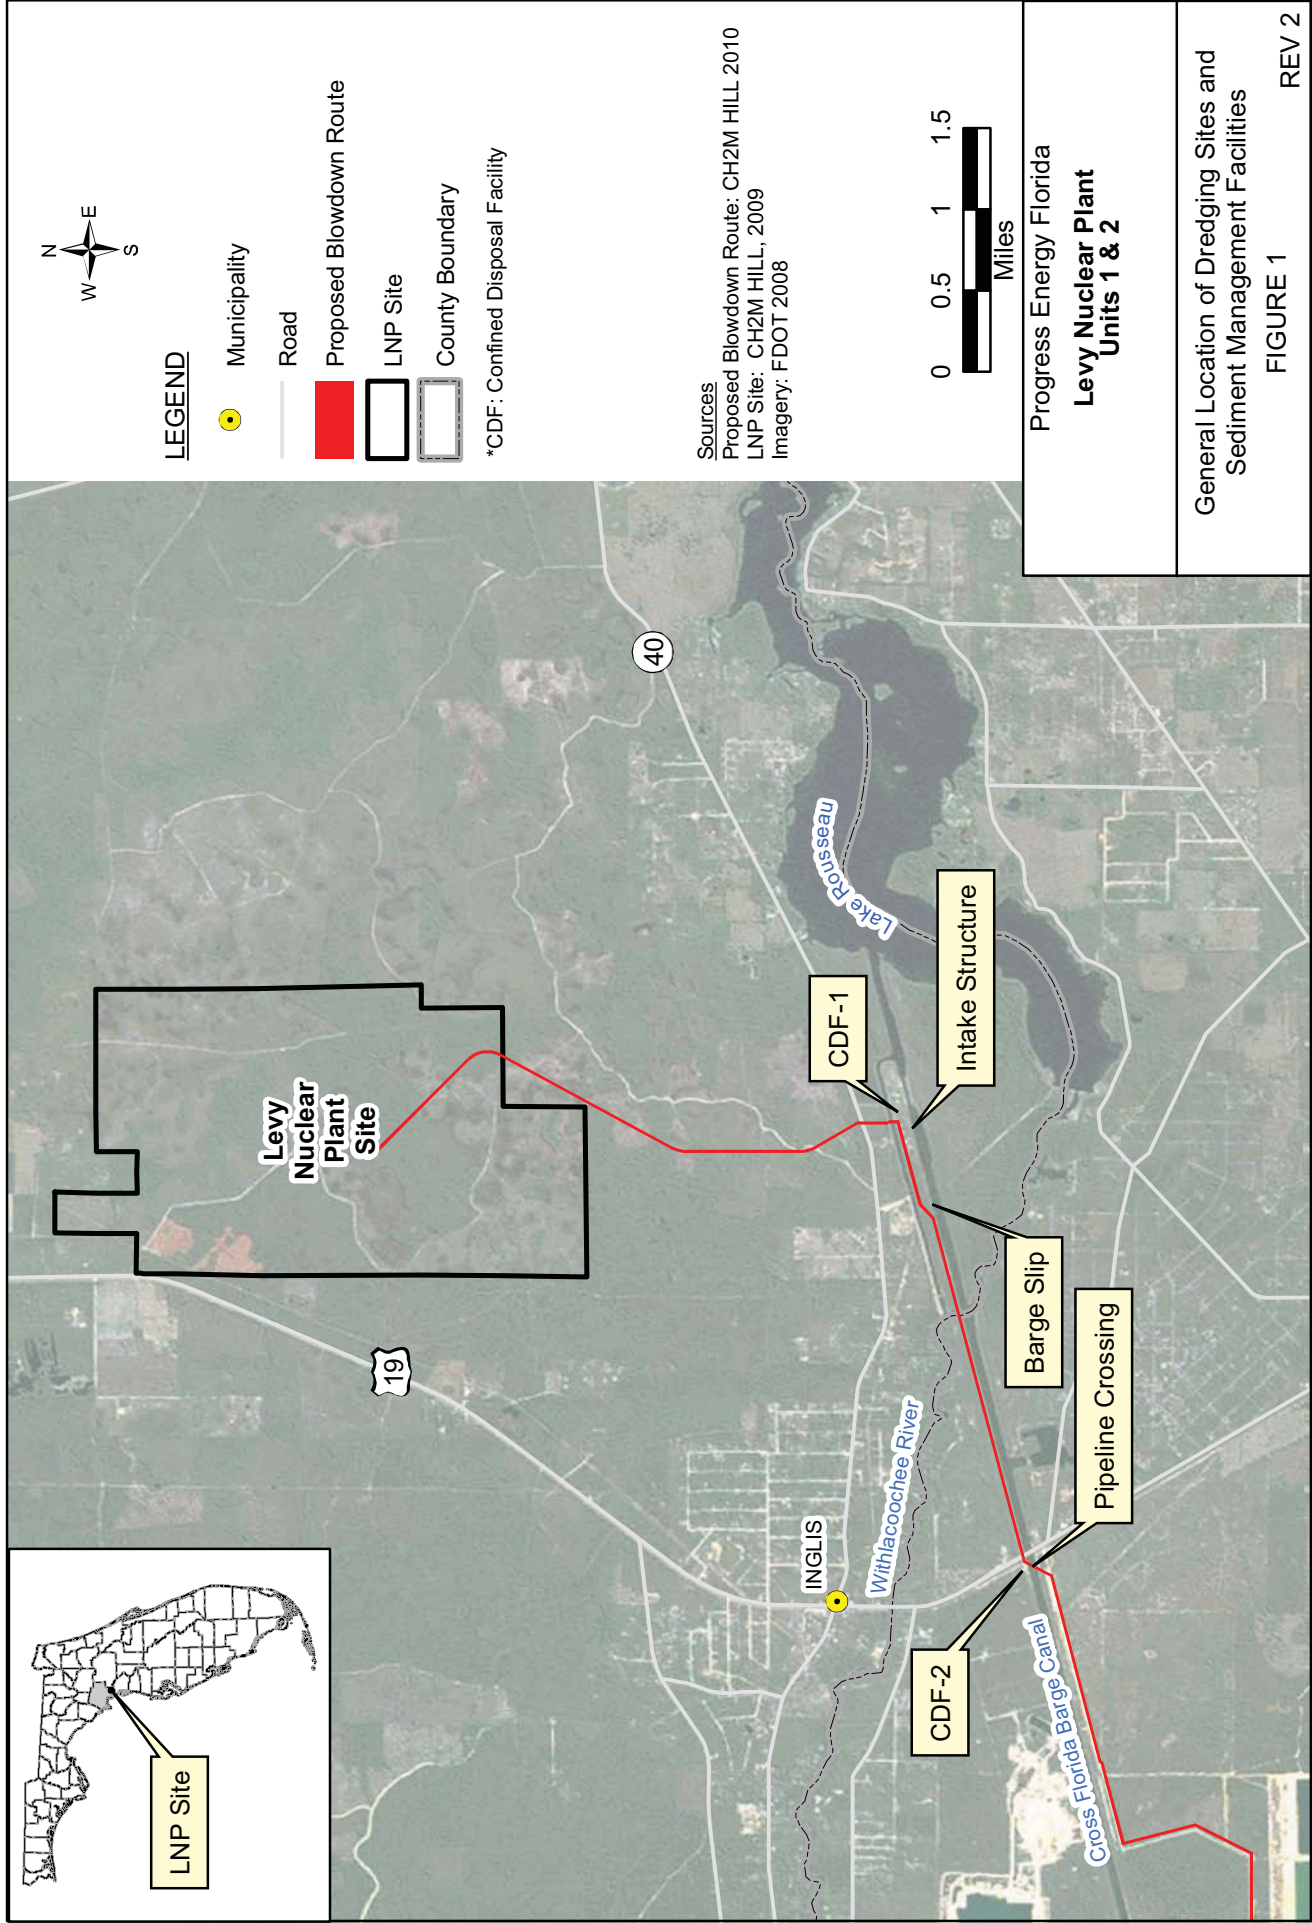 LNP Site
Levy
Nuclear
Plant
Site
19
40
INGLIS
Withlacoochee River
Lake Rousseau
CDF-1
Intake Structure
Barge Slip
Pipeline Crossing
CDF-2
Cross Florida Barge Canal
N
W
E
S
LEGEND
Municipality
Road
Proposed Blowdown Route
LNP Site
County Boundary
*CDF: Confined Disposal Facility
Sources
Proposed Blowdown Route: CH2M HILL 2010
LNP Site: CH2M HILL, 2009
Imagery: FDOT 2008
0 0.5 1 1.5
Miles
Progress Energy Florida
Levy Nuclear Plant
Units 1 & 2
General Location of Dredging Sites and
Sediment Management Facilities
FIGURE 1
REV 2